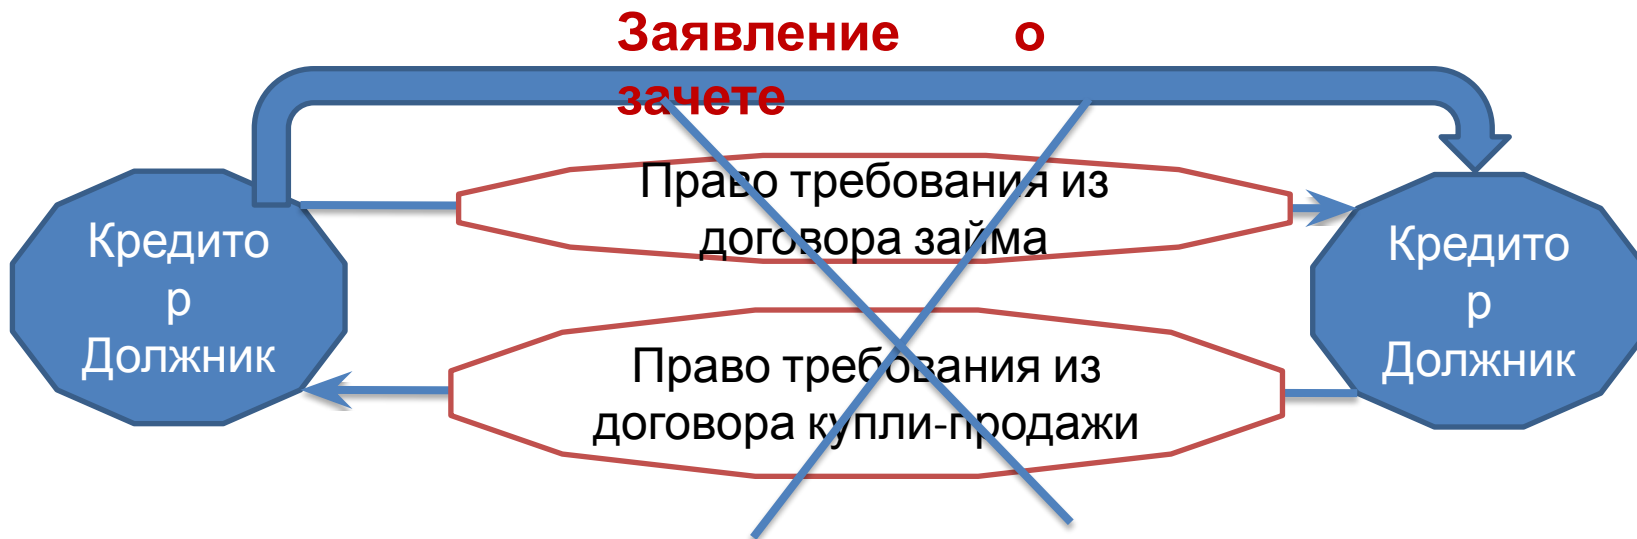 Заявление о
зачете
Право требования из
договора займа
Кредито
р
Должник
Кредито
р
Должник
Право требования из
договора купли-продажи